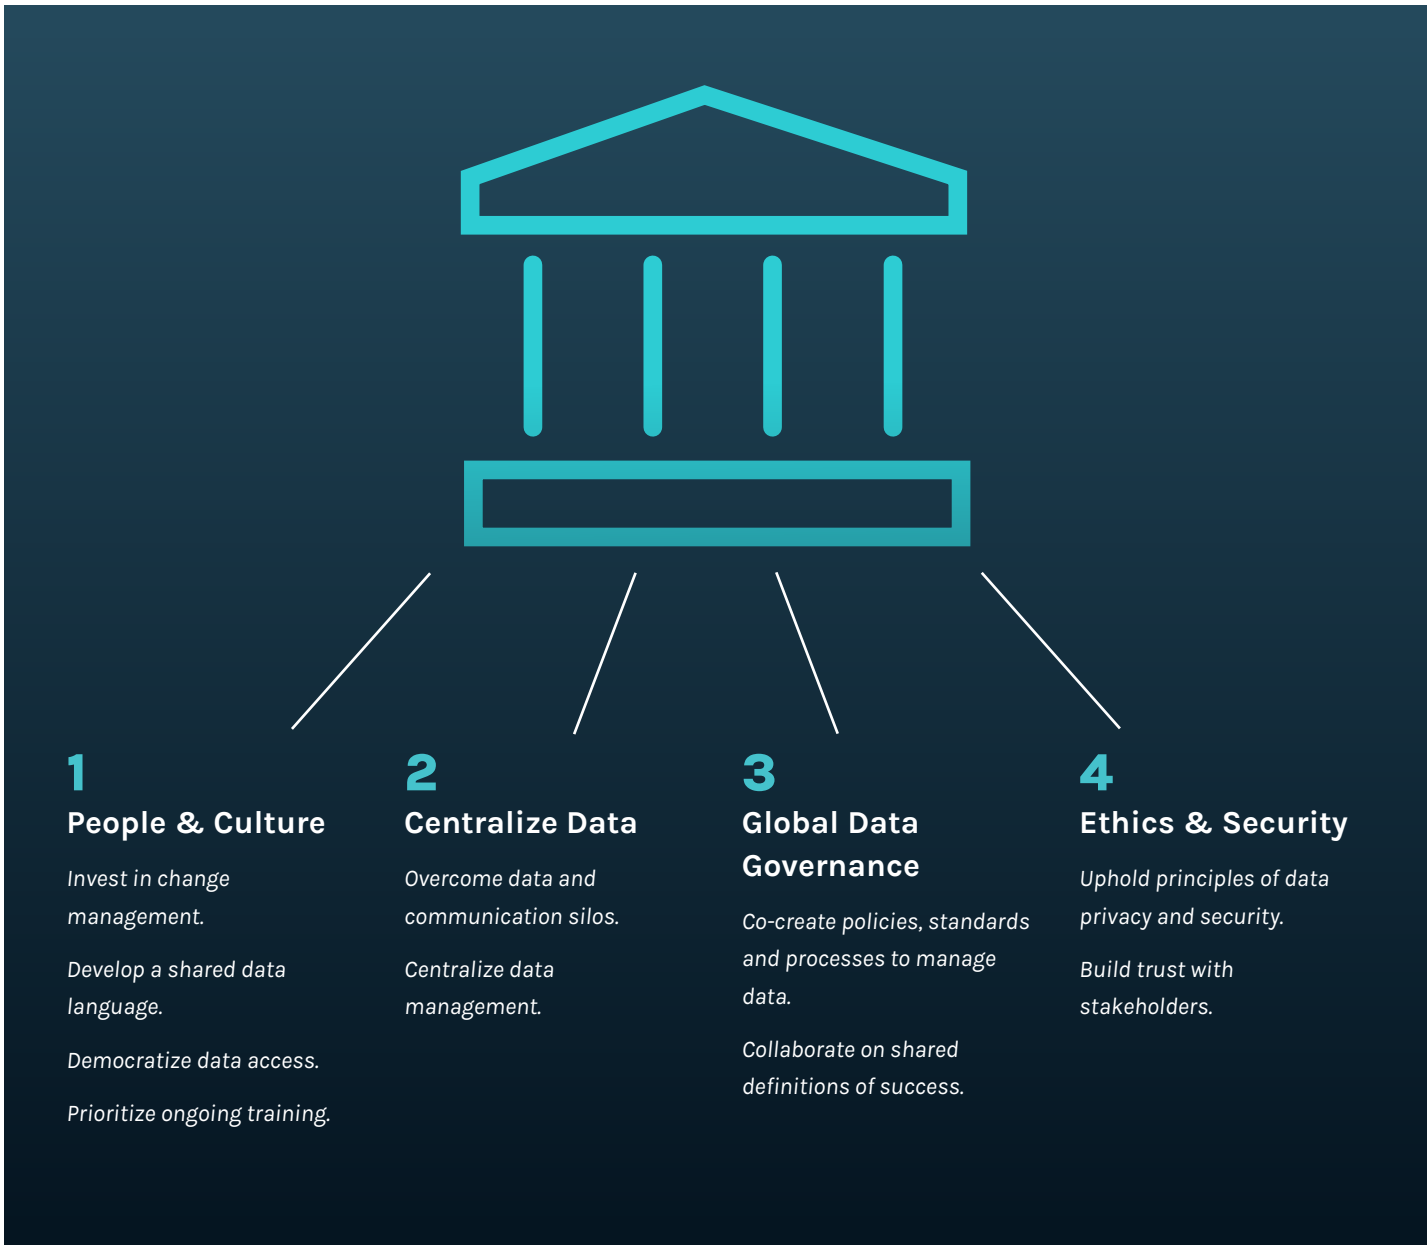 1
People & Culture
Invest in change
management.
Develop a shared data
language.
Democratize data access.
Prioritize ongoing training.
2
Centralize Data
Overcome data and
communication silos.
Centralize data
management.
3
Global Data
Governance
Co-create policies, standards
and processes to manage
data.
Collaborate on shared
definitions of success.
4
Ethics & Security
Uphold principles of data
privacy and security.
Build trust with
stakeholders.